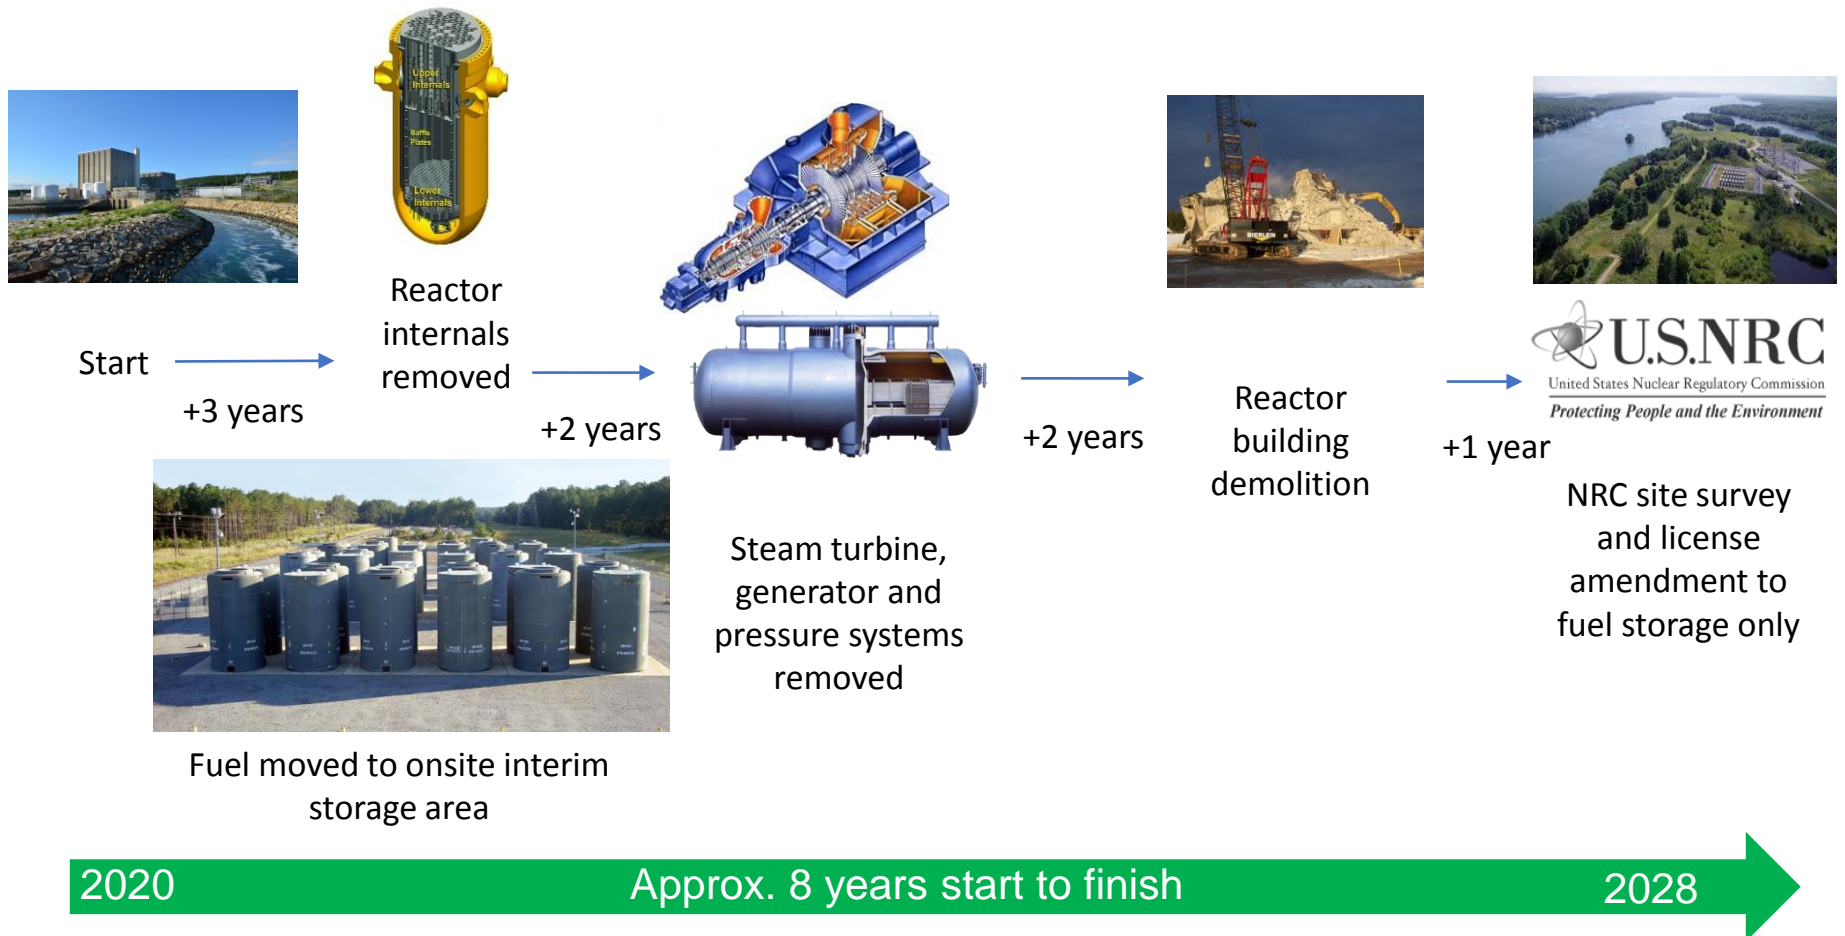 Upper
Internals
Baffle
Plates
Lower
Internals
Start
+3 years
Reactor
internals
removed
+2 years
Fuel moved to onsite interim
storage area
Steam turbine,
generator and
pressure systems
removed
+2 years
BIERLEIN
Reactor
building
demolition
+1 year
U.S.NRC
United States Nuclear Regulatory Commission
Protecting People and the Environment
NRC site survey
and license
amendment to
fuel storage only
2020
Approx. 8 years start to finish
2028